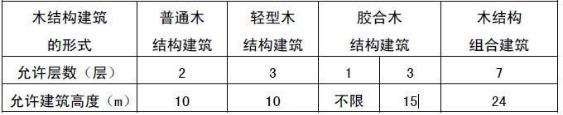 木结构建筑的形式 普通木结构建筑 轻型木结构建筑 胶合木结构建筑 木结构组合建筑
允许层数（层） 2 3 1 3 7
允许建筑高度（m） 10 10 不限 15 24